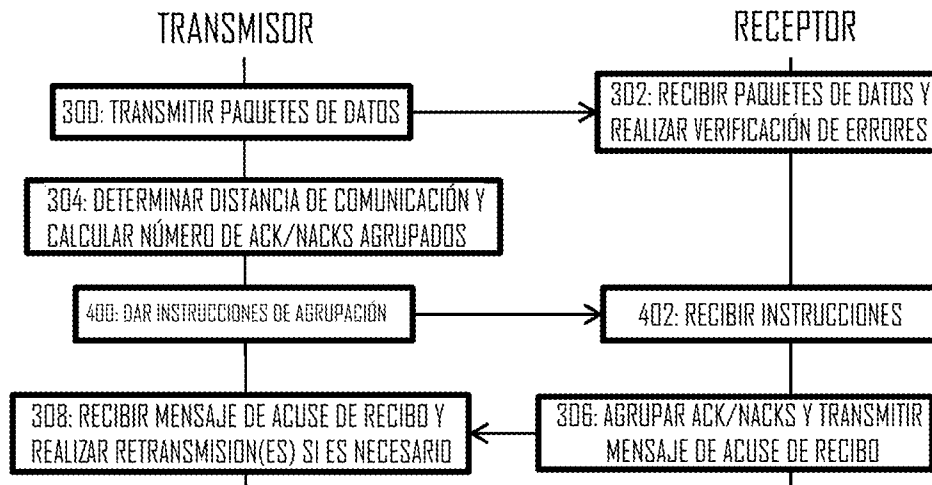 TRANSMISOR
RECEPTOR
300: TRANSMITIR PAQUETES DE DATOS
302: RECIBIR PAQUETES DE DATOS Y
REALIZAR VERIFICACIÓN DE ERRORES
304: DETERMINAR DISTANCIA DE COMUNICACIÓN Y
CALCULAR NÚMERO DE ACK/NACKS AGRUPADOS
400: DAR INSTRUCCIONES DE AGRUPACIÓN
402: RECIBIR INSTRUCCIONES
308: RECIBIR MENSAJE DE ACUSE DE RECIBO Y
REALIZAR RETRANSMISION(ES) SI ES NECESARIO
306: AGRUPAR ACK/NACKS Y TRANSMITIR
MENSAJE DE ACUSE DE RECIBO